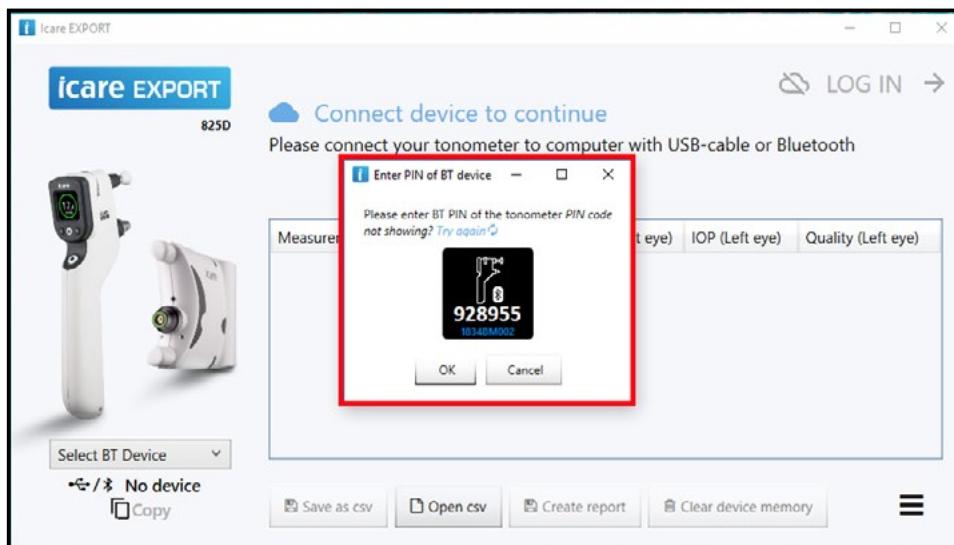 Icare EXPORT
icare EXPORT
825D
LOG IN
Connect device to continue
Please connect your tonometer to computer with USB-cable or Bluetooth
Enter PIN of BT device
Please enter BT PIN of the tonometer PIN code
not showing? Try again
928955
1834BM002
OK
Cancel
t eye)
IOP (Left eye)
Quality (Left eye)
Select BT Device
No device
Copy
Save as csv
Open csv
Create report
Clear device memory